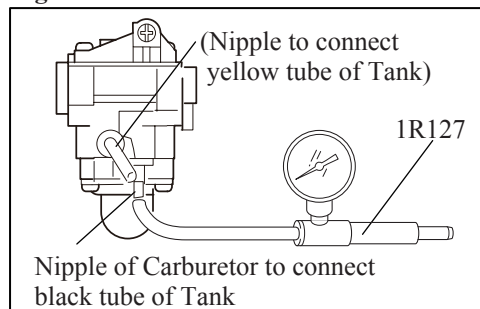 (Nipple to connect
yellow tube of Tank)
1R127
Nipple of Carburetor to connect
black tube of Tank